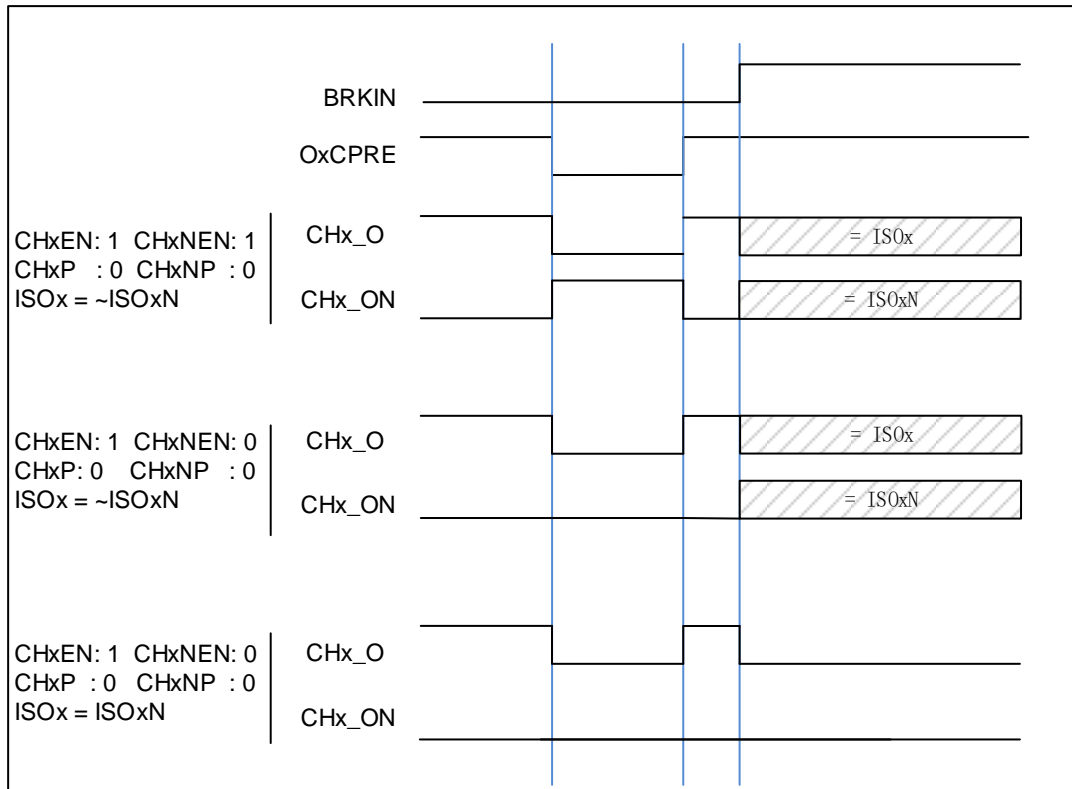 BRKIN
OxCPRE
CHxEN: 1 CHxNEN: 1
CHxP : 0 CHxNP : 0
ISOx = ~ISOxN
CHx_O
= ISOx
CHx_ON
= ISOxN
CHxEN: 1 CHxNEN: 0
CHxP: 0 CHxNP : 0
ISOx = ~ISOxN
CHx_O
= ISOx
CHx_ON
= ISOxN
CHxEN: 1 CHxNEN: 0
CHxP : 0 CHxNP : 0
ISOx = ISOxN
CHx_O
CHx_ON